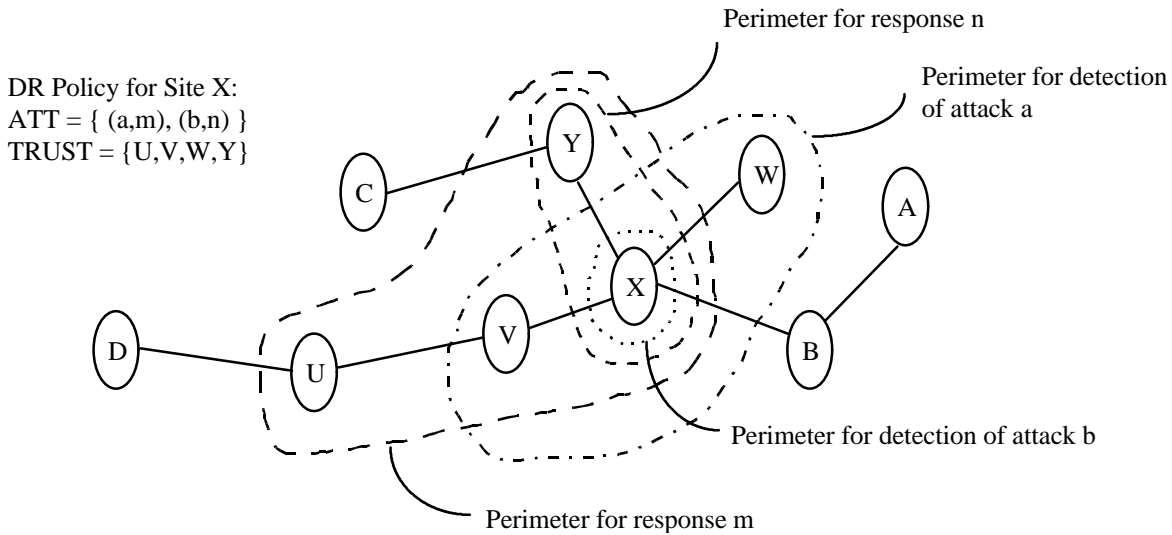 Perimeter for response n
DR Policy for Site X:
ATT = { (a,m), (b,n) }
TRUST = {U,V,W,Y}
Perimeter for detection
of attack a
Y
W
C
A
X
V
B
D
U
Perimeter for detection of attack b
Perimeter for response m